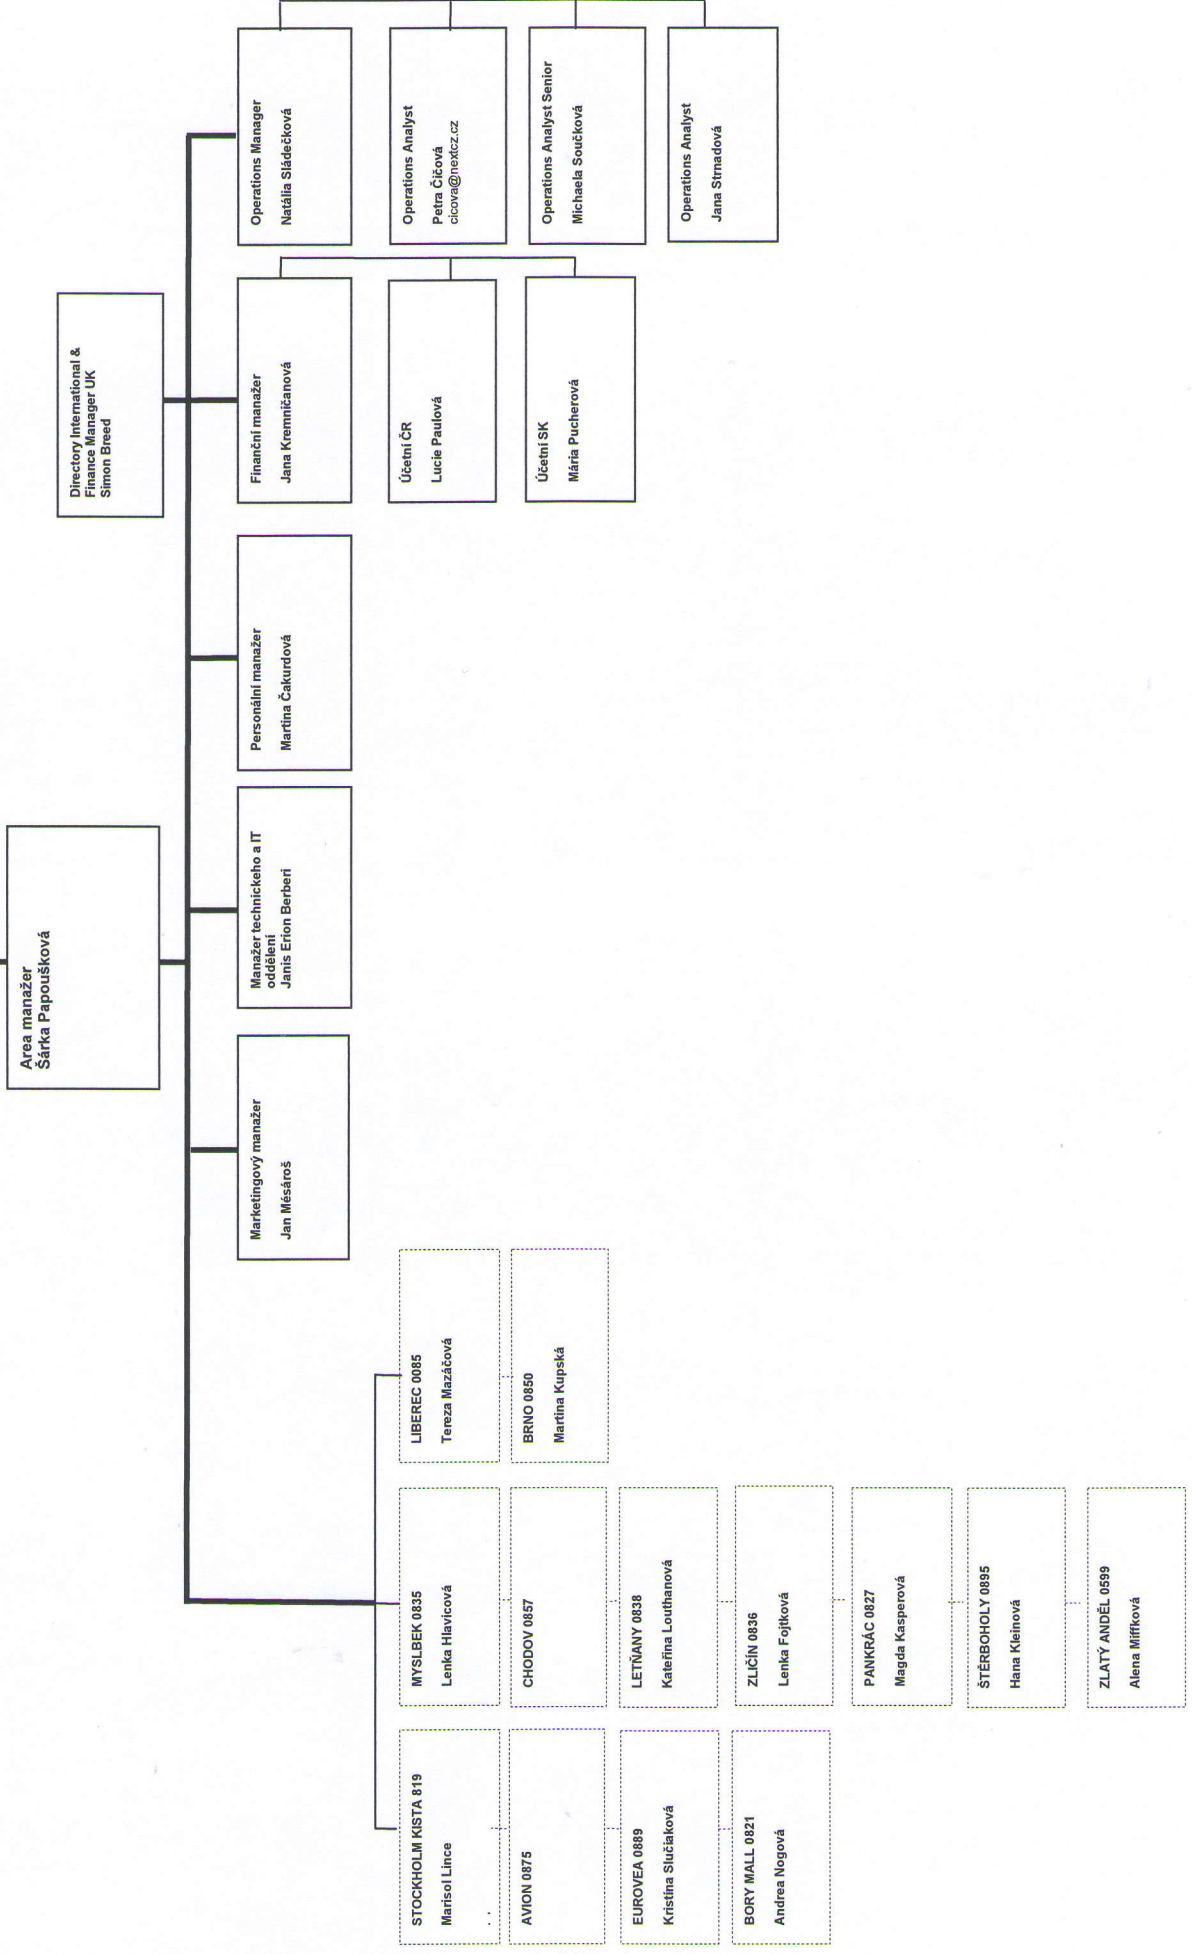 Area manažer
Šárka Papoušková
Directory International &
Finance Manager UK
Simon Breed
Marketingový manažer
Jan Mésároš
Manažer technickeho a IT
oddělení
Janis Erion Berberi
Personální manažer
Martina Čakurdová
Finanční manažer
Jana Kremničanová
Operations Manager
Natália Sládečková
Účetní ČR
Lucie Paulová
Účetní SK
Mária Pucherová
Operations Analyst
Petra Čičová
cicova@nextcz.cz
Operations Analyst Senior
Michaela Součková
Operations Analyst
Jana Strnadová
STOCKHOLM KISTA 819
Marisol Lince
AVION 0875
EUROVEA 0889
Kristína Slučiaková
BORY MALL 0821
Andrea Nogová
MYSLBEK 0835
Lenka Hlavicová
CHODOV 0857
LETŇANY 0838
Kateřina Louthanová
ZLIČÍN 0836
Lenka Fojtková
PANKRÁC 0827
Magda Kasperová
ŠTĚRBOHOLY 0895
Hana Kleinová
ZLATÝ ANDĚL 0599
Alena Miffková
LIBEREC 0085
Tereza Mazáčová
BRNO 0850
Martina Kupská